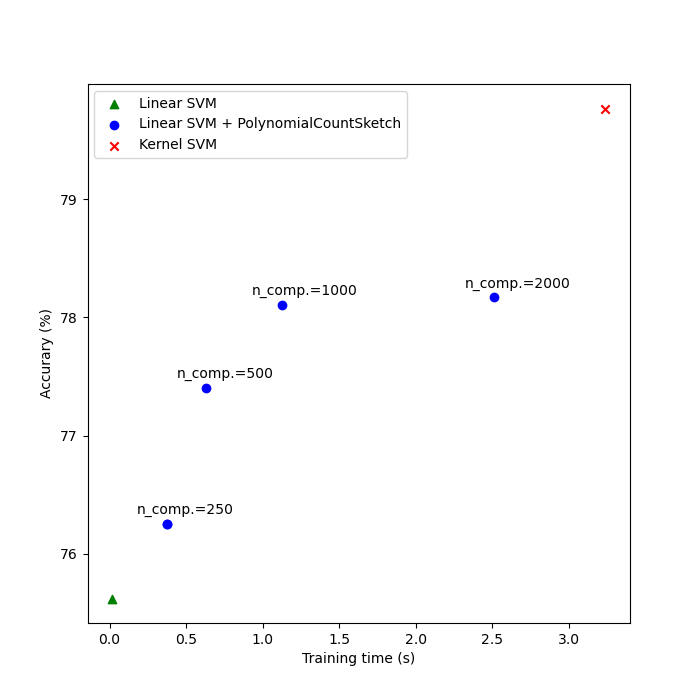 Linear SVM
Linear SVM + PolynomialCountSketch
Kernel SVM
79
78
77
76
Accurary (%)
n_comp.=2000
n_comp.=1000
n_comp.=500
n_comp.=250
0.0 0.5 1.0 1.5 2.0 2.5 3.0
Training time (s)